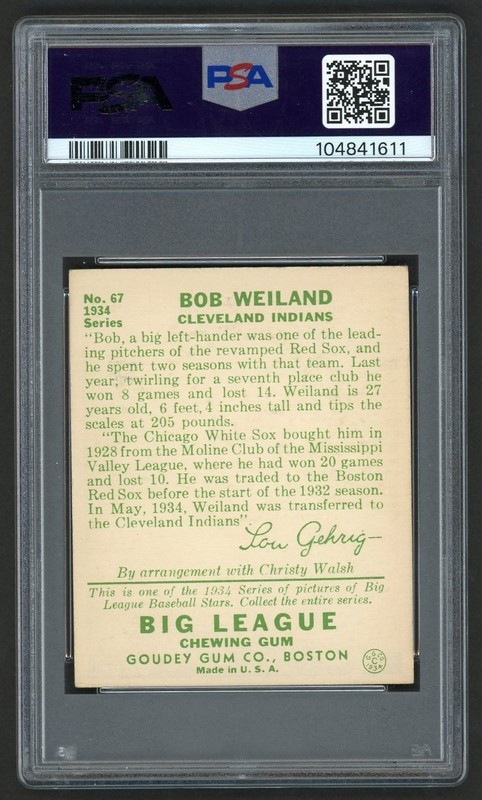 PSA
PSA
104841611
No. 67
1934
Series
BOB WEILAND
CLEVELAND INDIANS
"Bob, a big left-hander was one of the lead-
ing pitchers of the revamped Red Sox, and
he spent two seasons with that team. Last
year, twirling for a seventh place club he
won 8 games and lost 14. Weiland is 27
years old, 6 feet, 4 inches tall and tips the
scales at 205 pounds.
"The Chicago White Sox bought him in
1928 from the Moline Club of the Mississippi
Valley League, where he had won 20 games
and lost 10. He was traded to the Boston
Red Sox before the start of the 1932 season.
In May, 1934, Weiland was transferred to
the Cleveland Indians".
Lou Gehrig
By arrangement with Christy Walsh
This is one of the 1934 Series of pictures of Big
League Baseball Stars. Collect the entire series.
BIG LEAGUE
CHEWING GUM
GOUDEY GUM CO., BOSTON
Made in U. S. A.